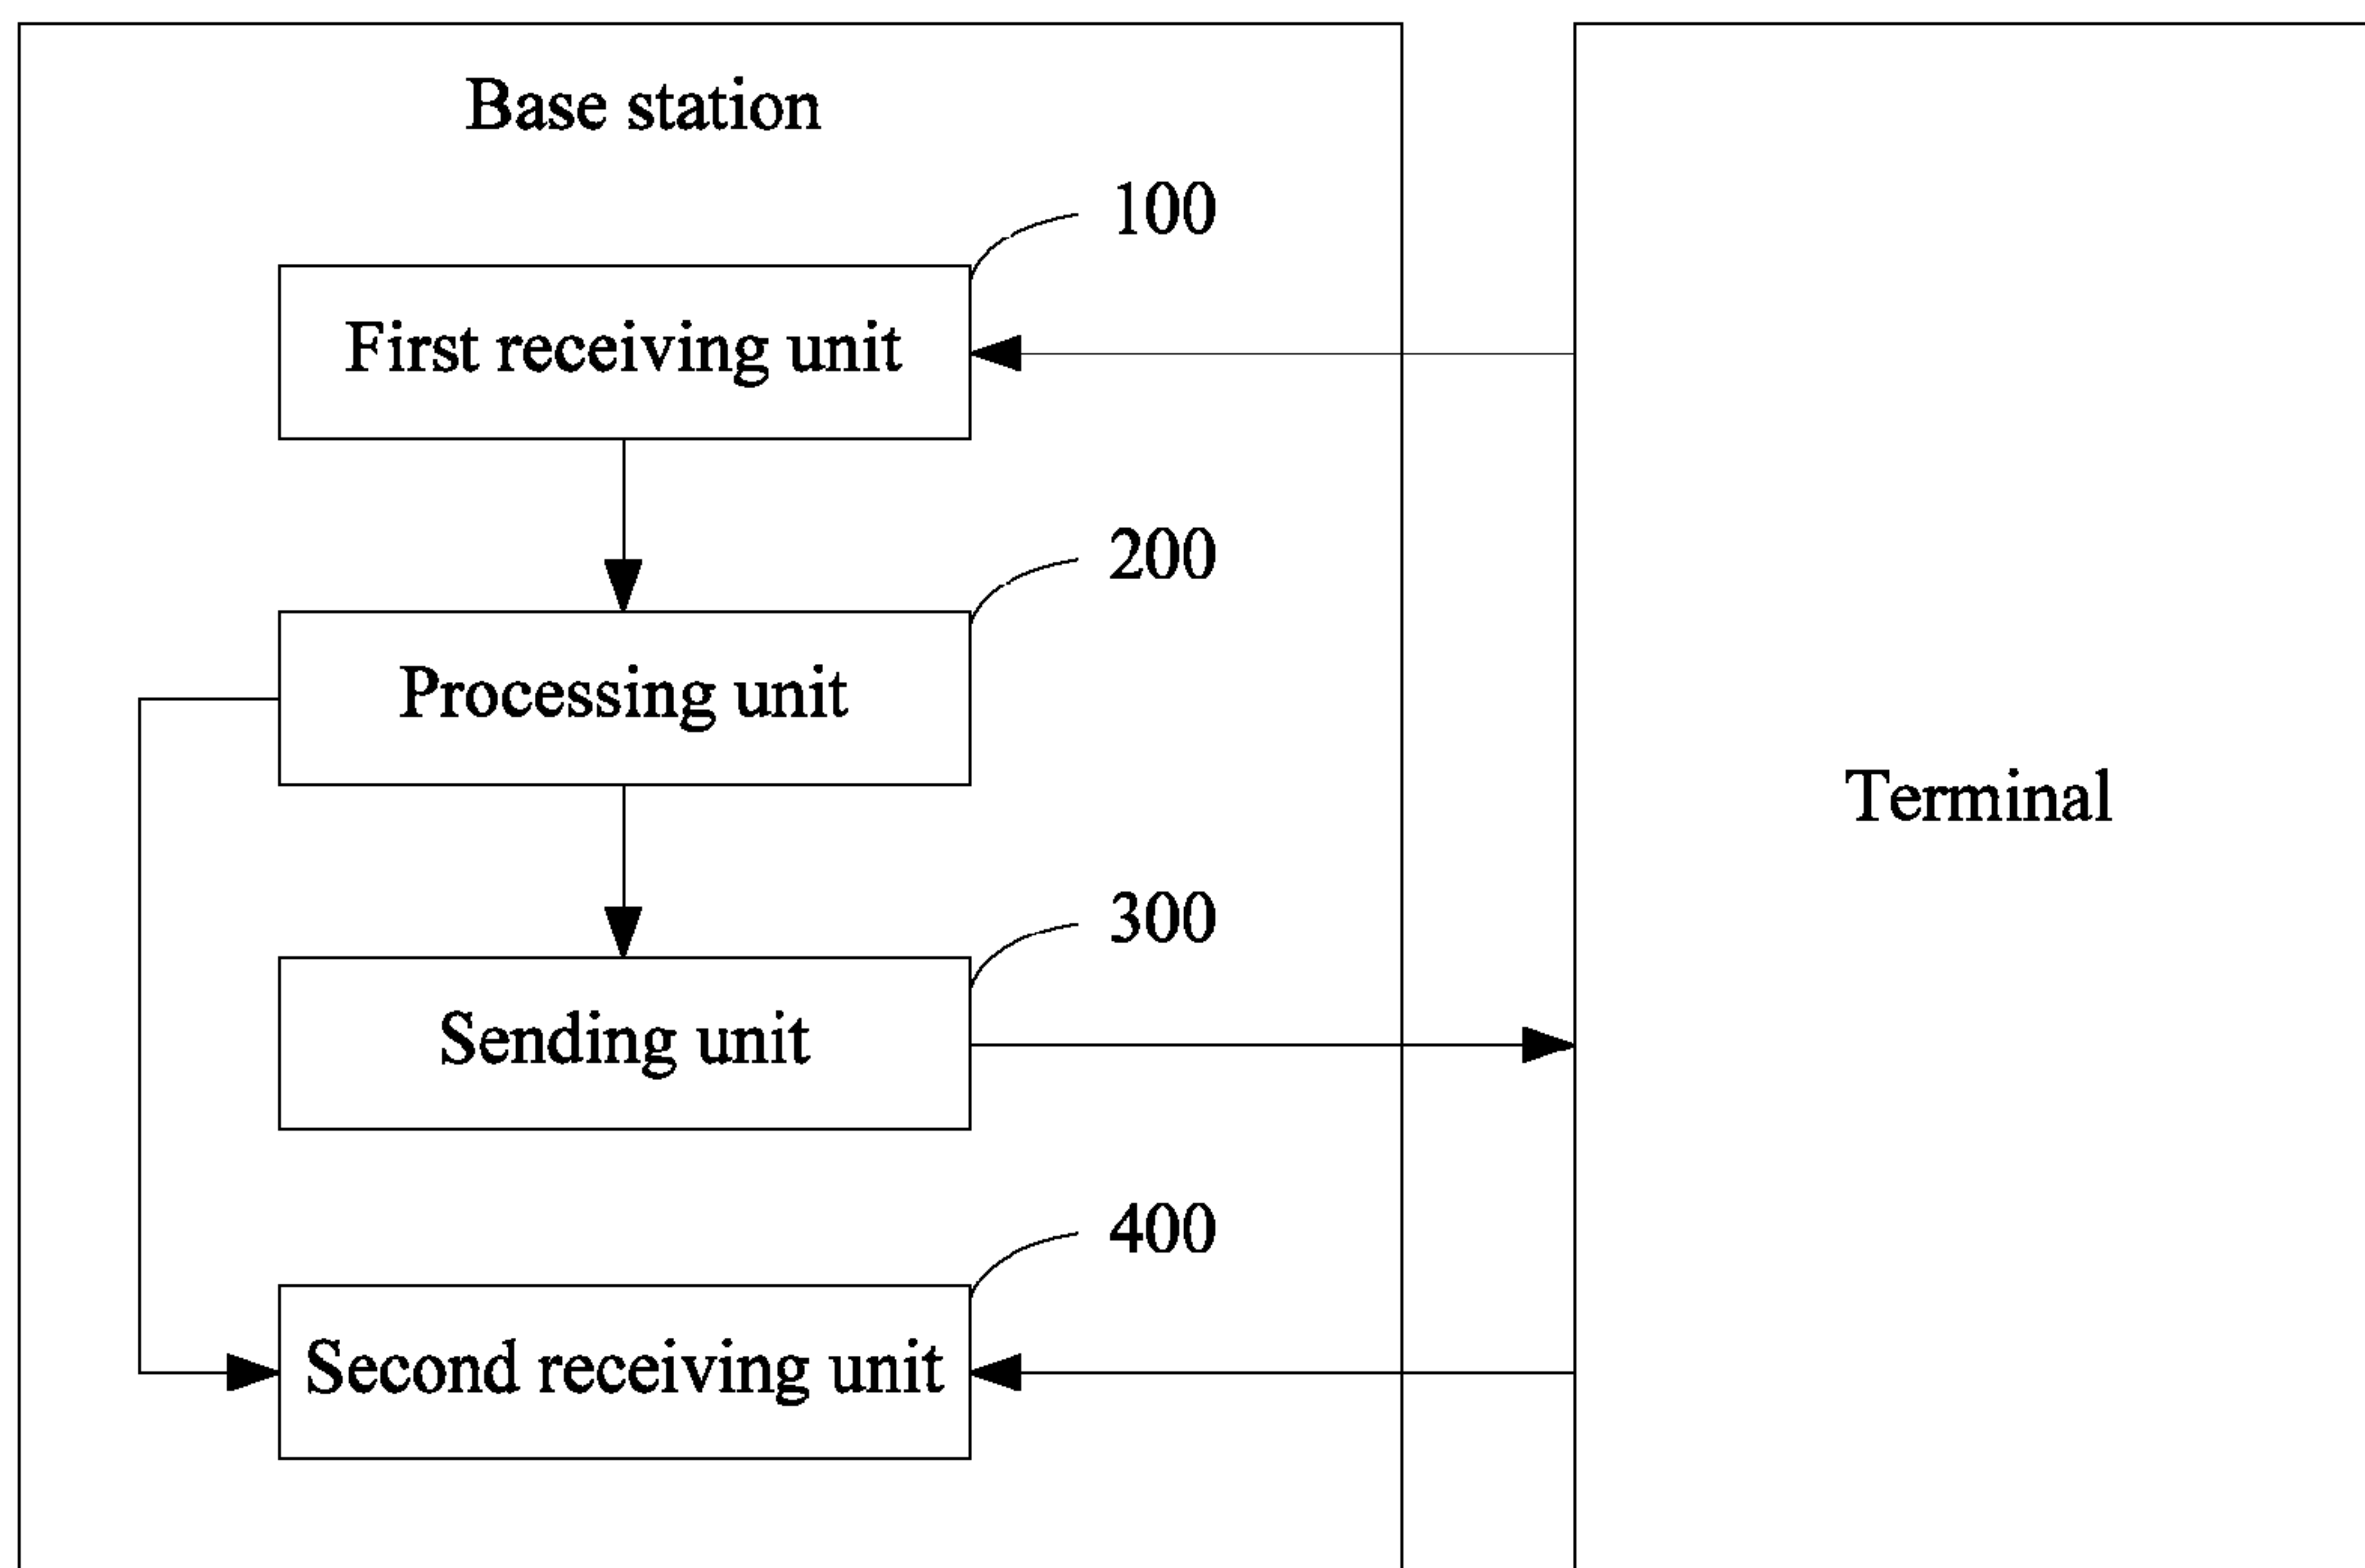 Base station
100
First receiving unit
200
Processing unit
Terminal
300
Sending unit
400
Second receiving unit